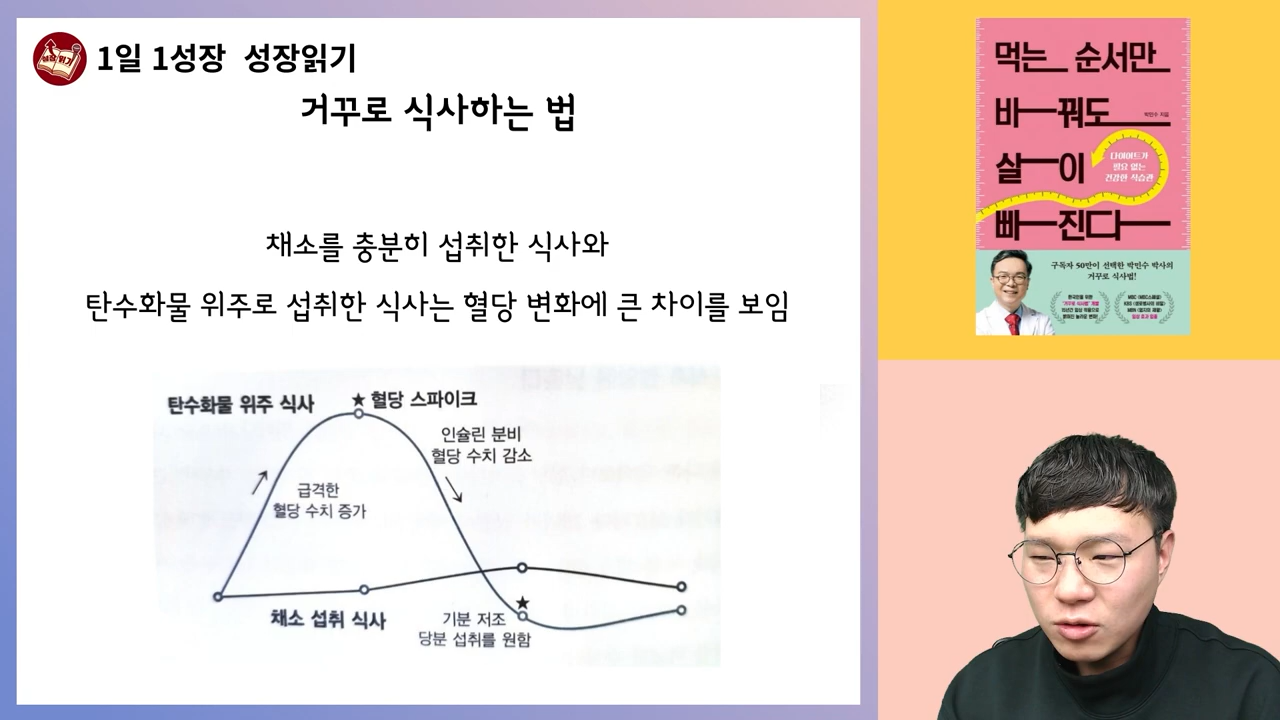 1일 1성장 성장읽기
거꾸로 식사하는 법
채소를 충분히 섭취한 식사와
탄수화물 위주로 섭취한 식사는 혈당 변화에 큰 차이를 보임
탄수화물 위주 식사
★ 혈당 스파이크
인슐린 분비
혈당 수치 감소
급격한
혈당 수치 증가
채소 섭취 식사
★
기분 저조
당분 섭취를 원함
먹는 순서만
바꿔도
박민수 지음
살이
다이어트가
필요 없는
건강한 식습관
빠진다
구독자 50만이 선택한 박민수 박사의
거꾸로 식사법!